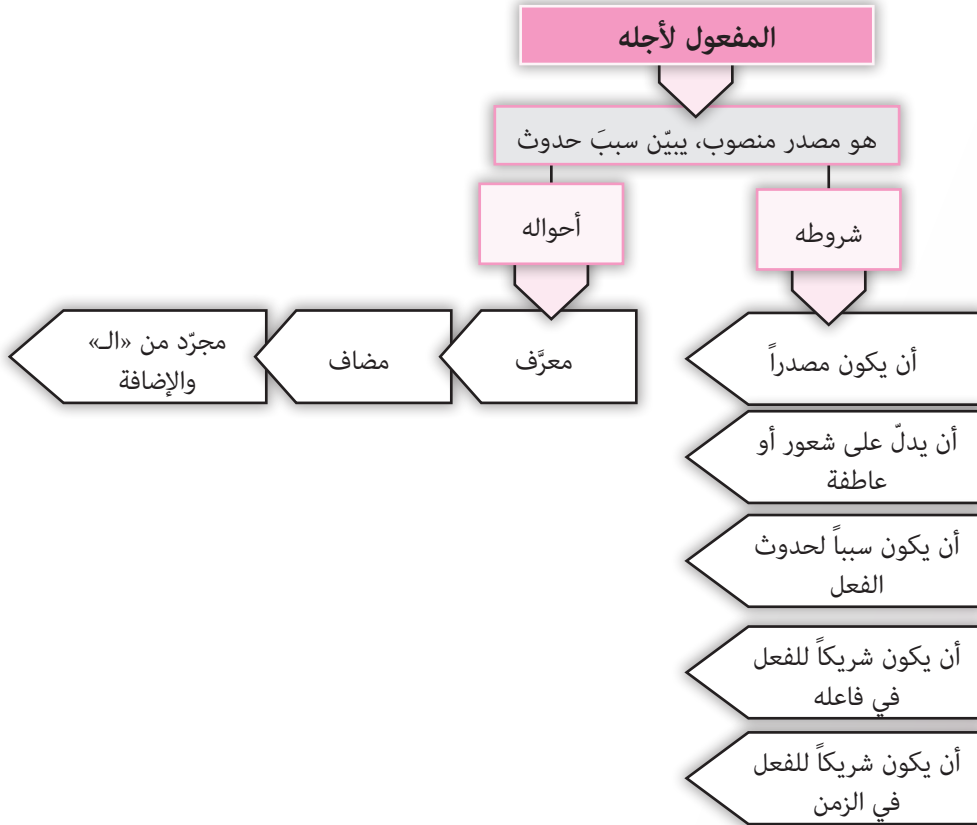 المفعول لأجله
هو مصدر منصوب، يبيّن سببَ حدوث
شروطه
أحواله
أن يكون مصدراً
أن يدلّ على شعور أو
عاطفة
أن يكون سبباً لحدوث
الفعل
أن يكون شريكاً للفعل
في فاعله
أن يكون شريكاً للفعل
في الزمن
معرَّف
مضاف
مجرّد من «الـ»
والإضافة